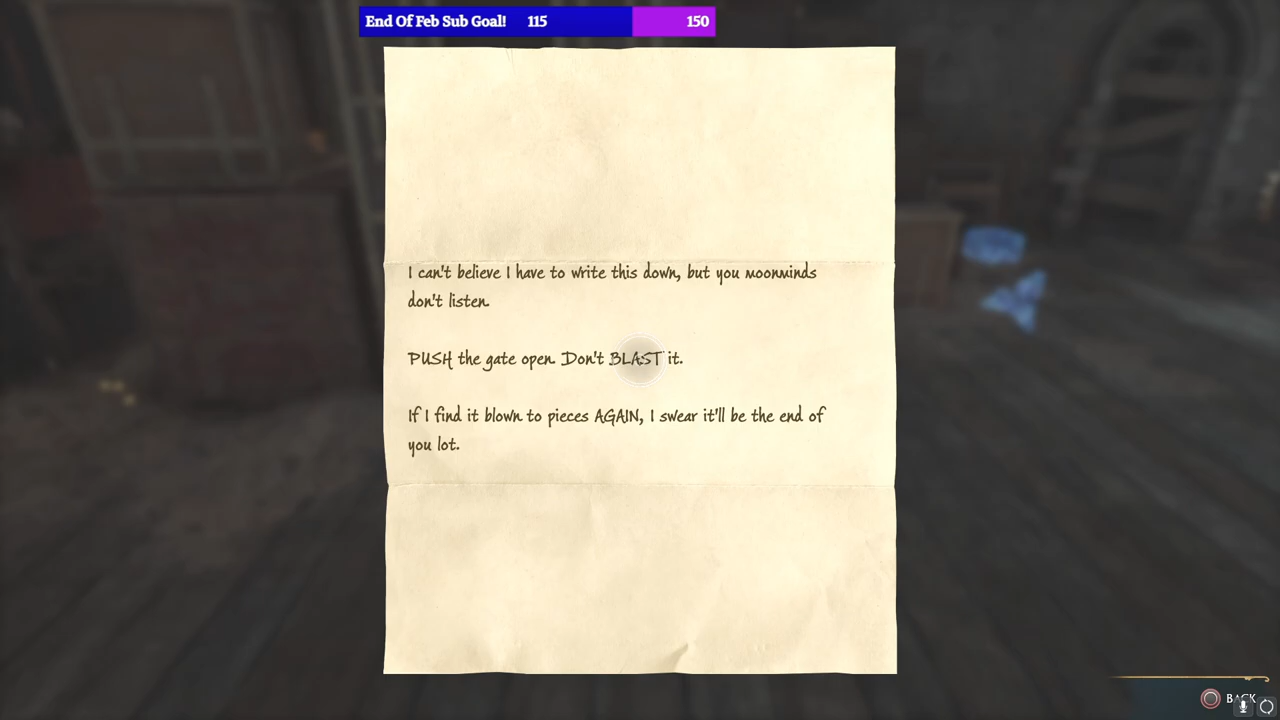 End Of Feb Sub Goal! 115 150
I can't believe I have to write this down, but you moonminds
don't listen.
PUSH the gate open. Don't BLAST it.
If I find it blown to pieces AGAIN, I swear it'll be the end of
you lot.
BACK